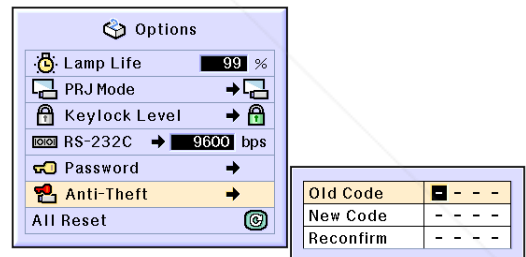 Options
Lamp Life 99 %
PRJ Mode
Keylock Level
RS-232C 9600 bps
Password
Anti-Theft
All Reset
Old Code - - - -
New Code - - - -
Reconfirm - - - -